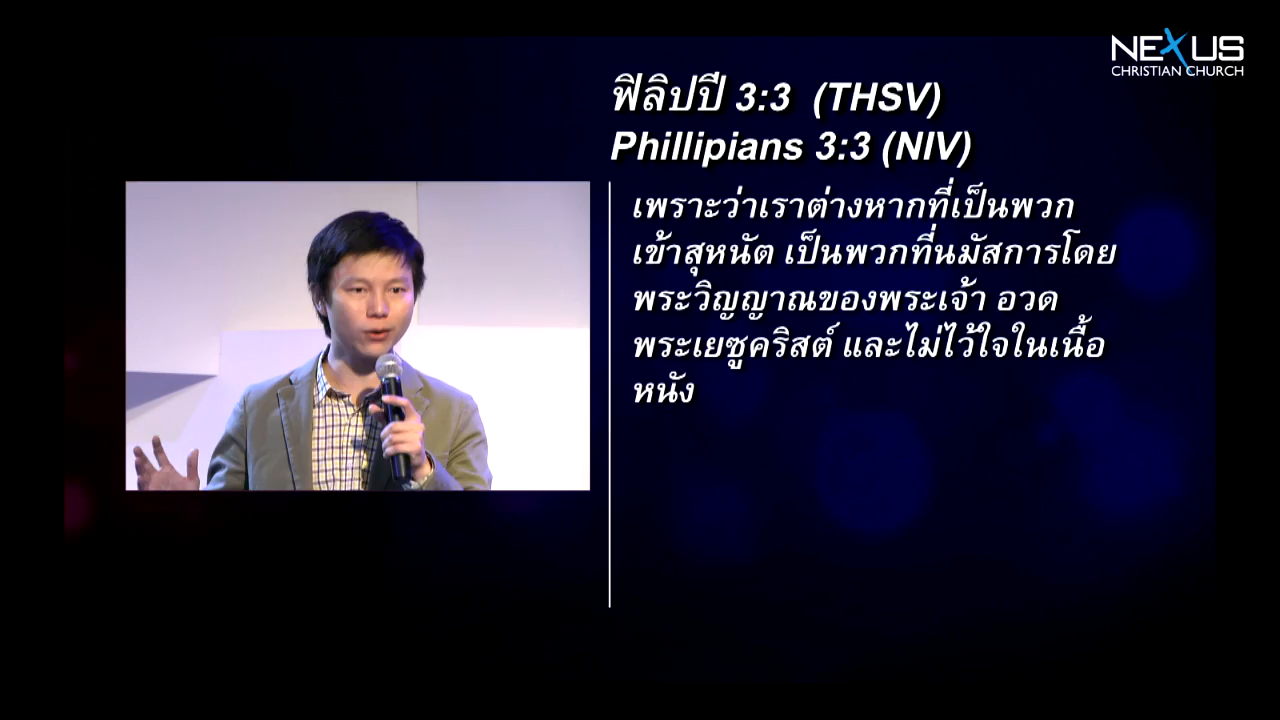 NEXUS
CHRISTIAN CHURCH
ฟีลิปปี 3:3 (THSV)
Phillipians 3:3 (NIV)
เพราะว่าเราต่างหากที่เป็นพวก
เข้าสุหนัต เป็นพวกที่นมัสการโดย
พระวิญญาณของพระเจ้า อวด
พระเยซูคริสต์ และไม่ไว้ใจในเนื้อ
หนัง